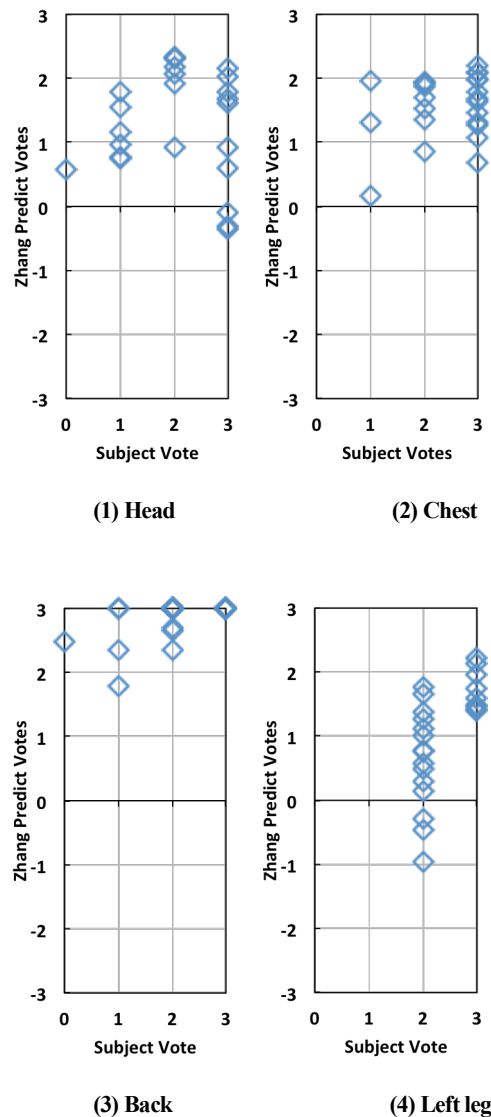 3
2
1
0
-1
-2
-3
0 1 2 3
Zhang Predict Votes
Subject Vote
(1) Head
3
2
1
0
-1
-2
-3
0 1 2 3
Zhang Predict Votes
Subject Votes
(2) Chest
3
2
1
0
-1
-2
-3
0 1 2 3
Zhang Predict Votes
Subject Vote
(3) Back
3
2
1
0
-1
-2
-3
0 1 2 3
Zhang Predict Votes
Subject Vote
(4) Left leg